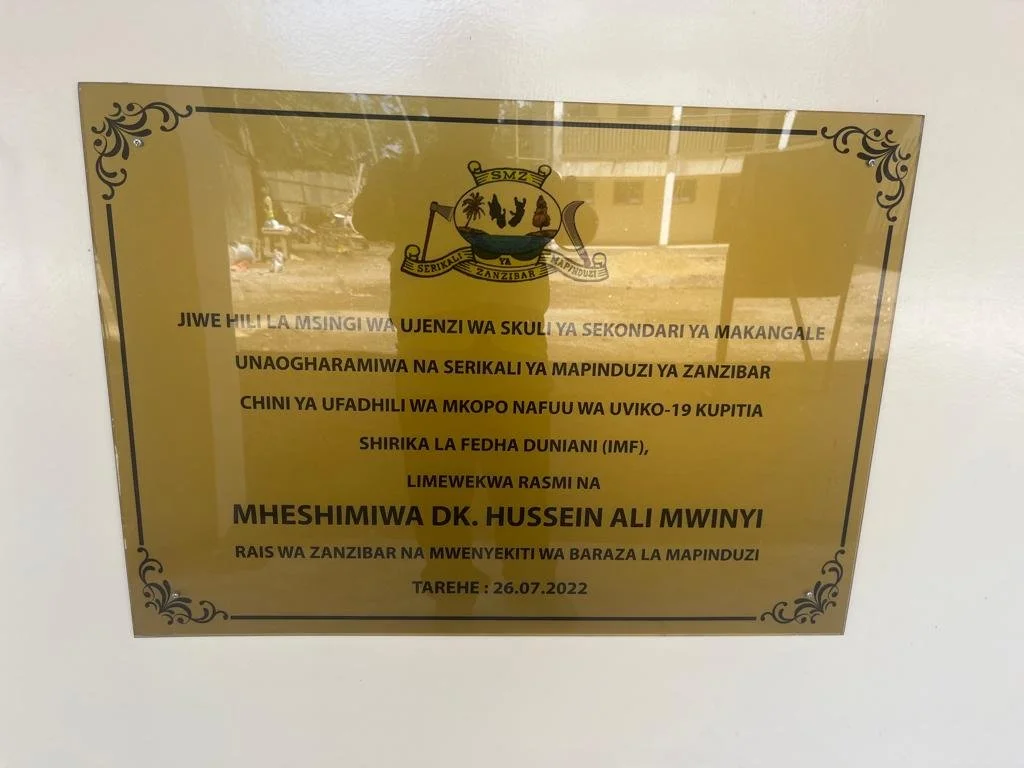 SMZ
SERIKALI YA ZANZIBAR MAPINDUZI
JIWE HILI LA MSINGI WA UJENZI WA SKULI YA SEKONDARI YA MAKANGALE
UNAOGHARAMIWA NA SERIKALI YA MAPINDUZI YA ZANZIBAR
CHINI YA UFADHILI WA MKOPO NAFUU WA UVIKO-19 KUPITIA
SHIRIKA LA FEDHA DUNIANI (IMF),
LIMEWEKWA RASMI NA
MHESHIMIWA DK. HUSSEIN ALI MWINYI
RAIS WA ZANZIBAR NA MWENYEKITI WA BARAZA LA MAPINDUZI
TAREHE : 26.07.2022